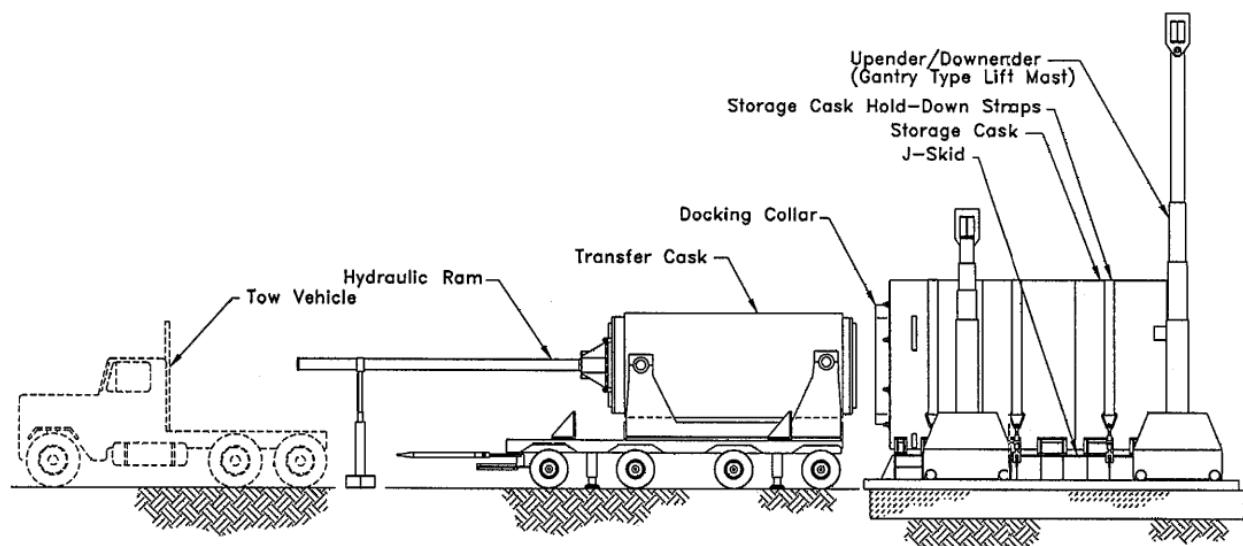 Upender/Downender
(Gantry Type Lift Mast)
Storage Cask Hold-Down Straps
Storage Cask
J-Skid
Docking Collar
Transfer Cask
Hydraulic Ram
Tow Vehicle